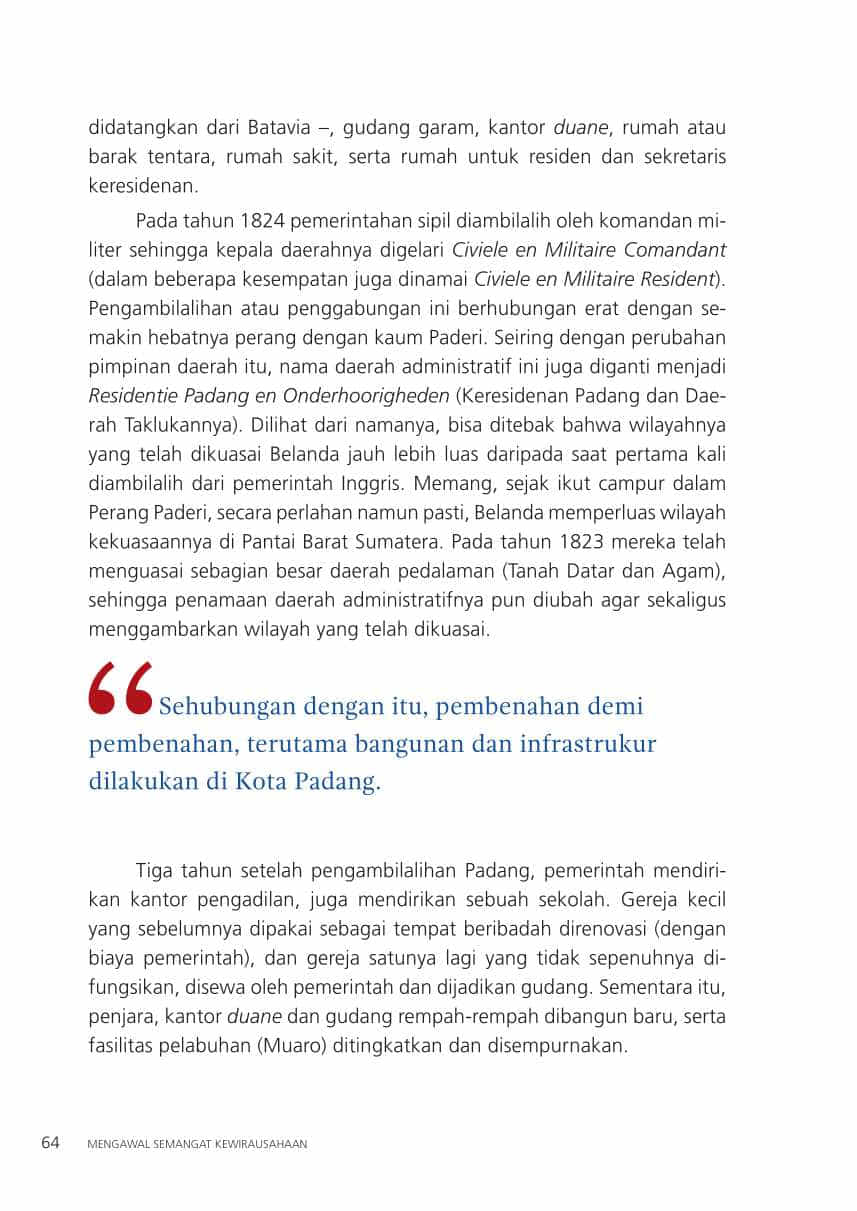 didatangkan dari Batavia –, gudang garam, kantor duane, rumah atau
barak tentara, rumah sakit, serta rumah untuk residen dan sekretaris
keresidenan.
Pada tahun 1824 pemerintahan sipil diambilalih oleh komandan mi-
liter sehingga kepala daerahnya digelari Civiele en Militaire Comandant
(dalam beberapa kesempatan juga dinamai Civiele en Militaire Resident).
Pengambilalihan atau penggabungan ini berhubungan erat dengan se-
makin hebatnya perang dengan kaum Paderi. Seiring dengan perubahan
pimpinan daerah itu, nama daerah administratif ini juga diganti menjadi
Residentie Padang en Onderhoorigheden (Keresidenan Padang dan Dae-
rah Taklukannya). Dilihat dari namanya, bisa ditebak bahwa wilayahnya
yang telah dikuasai Belanda jauh lebih luas daripada saat pertama kali
diambilalih dari pemerintah Inggris. Memang, sejak ikut campur dalam
Perang Paderi, secara perlahan namun pasti, Belanda memperluas wilayah
kekuasaannya di Pantai Barat Sumatera. Pada tahun 1823 mereka telah
menguasai sebagian besar daerah pedalaman (Tanah Datar dan Agam),
sehingga penamaan daerah administratifnya pun diubah agar sekaligus
menggambarkan wilayah yang telah dikuasai.
“Sehubungan dengan itu, pembenahan demi
pembenahan, terutama bangunan dan infrastrukur
dilakukan di Kota Padang.
Tiga tahun setelah pengambilalihan Padang, pemerintah mendiri-
kan kantor pengadilan, juga mendirikan sebuah sekolah. Gereja kecil
yang sebelumnya dipakai sebagai tempat beribadah direnovasi (dengan
biaya pemerintah), dan gereja satunya lagi yang tidak sepenuhnya di-
fungsikan, disewa oleh pemerintah dan dijadikan gudang. Sementara itu,
penjara, kantor duane dan gudang rempah-rempah dibangun baru, serta
fasilitas pelabuhan (Muaro) ditingkatkan dan disempurnakan.
64 MENGAWAL SEMANGAT KEWIRAUSAHAAN